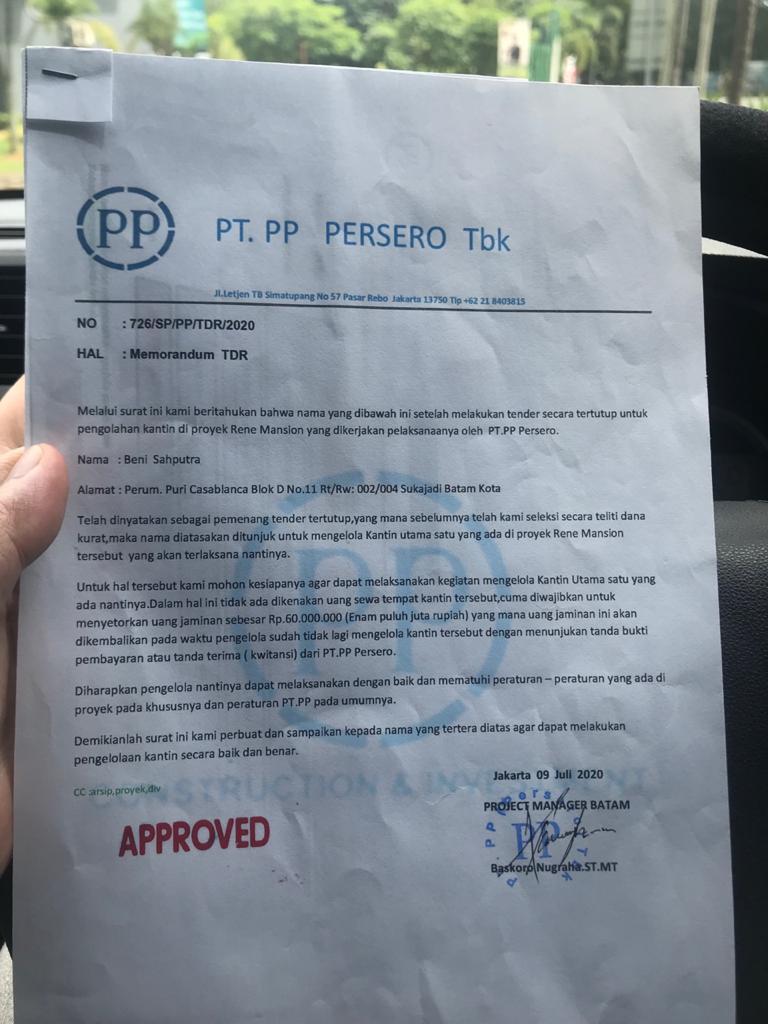 PP PT. PP PERSERO Tbk
Jl.Letjen TB Simatupang No 57 Pasar Rebo Jakarta 13750 Tlp +62 21 8403815
NO : 726/SP/PP/TDR/2020
HAL : Memorandum TDR
Melalui surat ini kami beritahukan bahwa nama yang dibawah ini setelah melakukan tender secara tertutup untuk
pengolahan kantin di proyek Rene Mansion yang dikerjakan pelaksanaanya oleh PT.PP Persero.
Nama : Beni Sahputra
Alamat : Perum. Puri Casablanca Blok D No.11 Rt/Rw: 002/004 Sukajadi Batam Kota
Telah dinyatakan sebagai pemenang tender tertutup,yang mana sebelumnya telah kami seleksi secara teliti dana
kurat,maka nama diatasakan ditunjuk untuk mengelola Kantin utama satu yang ada di proyek Rene Mansion
tersebut yang akan terlaksana nantinya.
Untuk hal tersebut kami mohon kesiapanya agar dapat melaksanakan kegiatan mengelola Kantin Utama satu yang
ada nantinya.Dalam hal ini tidak ada dikenakan uang sewa tempat kantin tersebut,cuma diwajibkan untuk
menyetorkan uang jaminan sebesar Rp.60.000.000 (Enam puluh juta rupiah) yang mana uang jaminan ini akan
dikembalikan pada waktu pengelola sudah tidak lagi mengelola kantin tersebut dengan menunjukan tanda bukti
pembayaran atau tanda terima ( kwitansi) dari PT.PP Persero.
Diharapkan pengelola nantinya dapat melaksanakan dengan baik dan mematuhi peraturan – peraturan yang ada di
proyek pada khususnya dan peraturan PT.PP pada umumnya.
Demikianlah surat ini kami perbuat dan sampaikan kepada nama yang tertera diatas agar dapat melakukan
pengelolaan kantin secara baik dan benar.
PP
CONSTRUCTION & INVESTMENT
Jakarta 09 Juli 2020
CC :arsip,proyek,div
PROJECT MANAGER BATAM
APPROVED
P.PP Persero Tbk
PP
Baskoro Nugraha.ST.MT